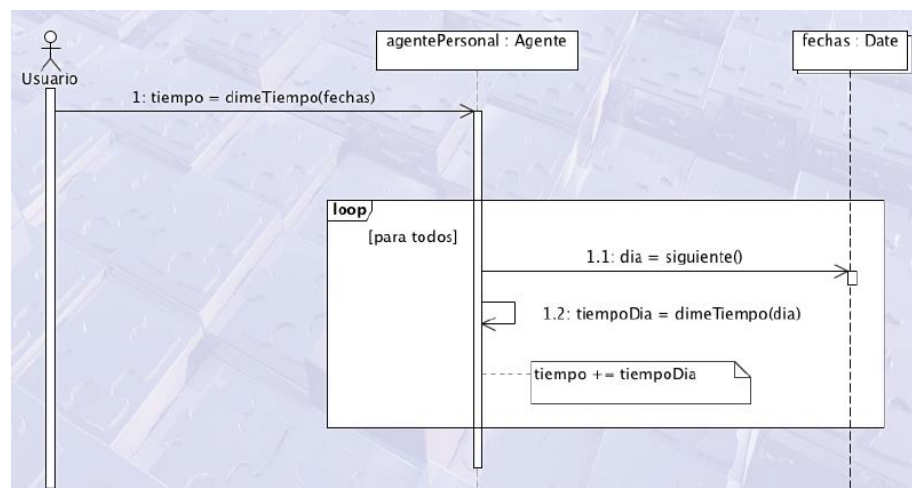 agentePersonal : Agente
fechas : Date
Usuario
1: tiempo = dimeTiempo(fechas)
loop
[para todos]
1.1: dia = siguiente()
1.2: tiempoDia = dimeTiempo(dia)
tiempo += tiempoDia